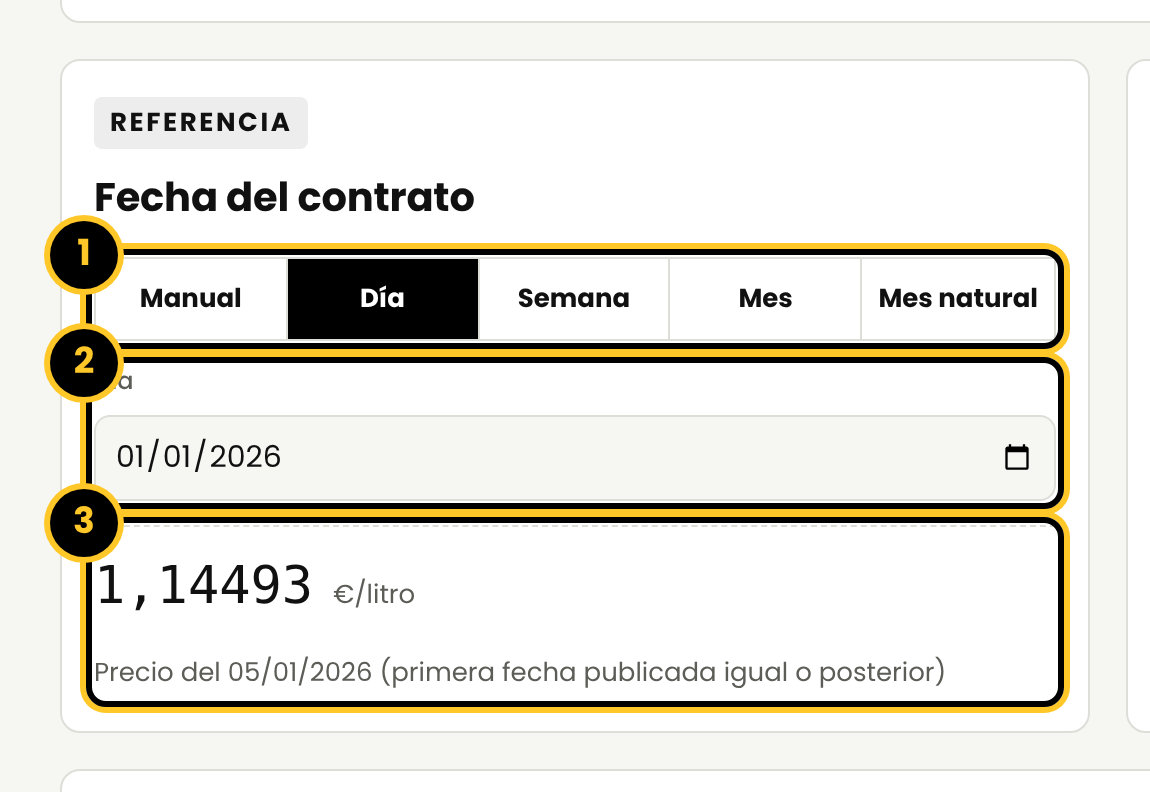 REFERENCIA
Fecha del contrato
1
Manual Día Semana Mes Mes natural
2
01/01/2026
3
1,14493 €/litro
Precio del 05/01/2026 (primera fecha publicada igual o posterior)